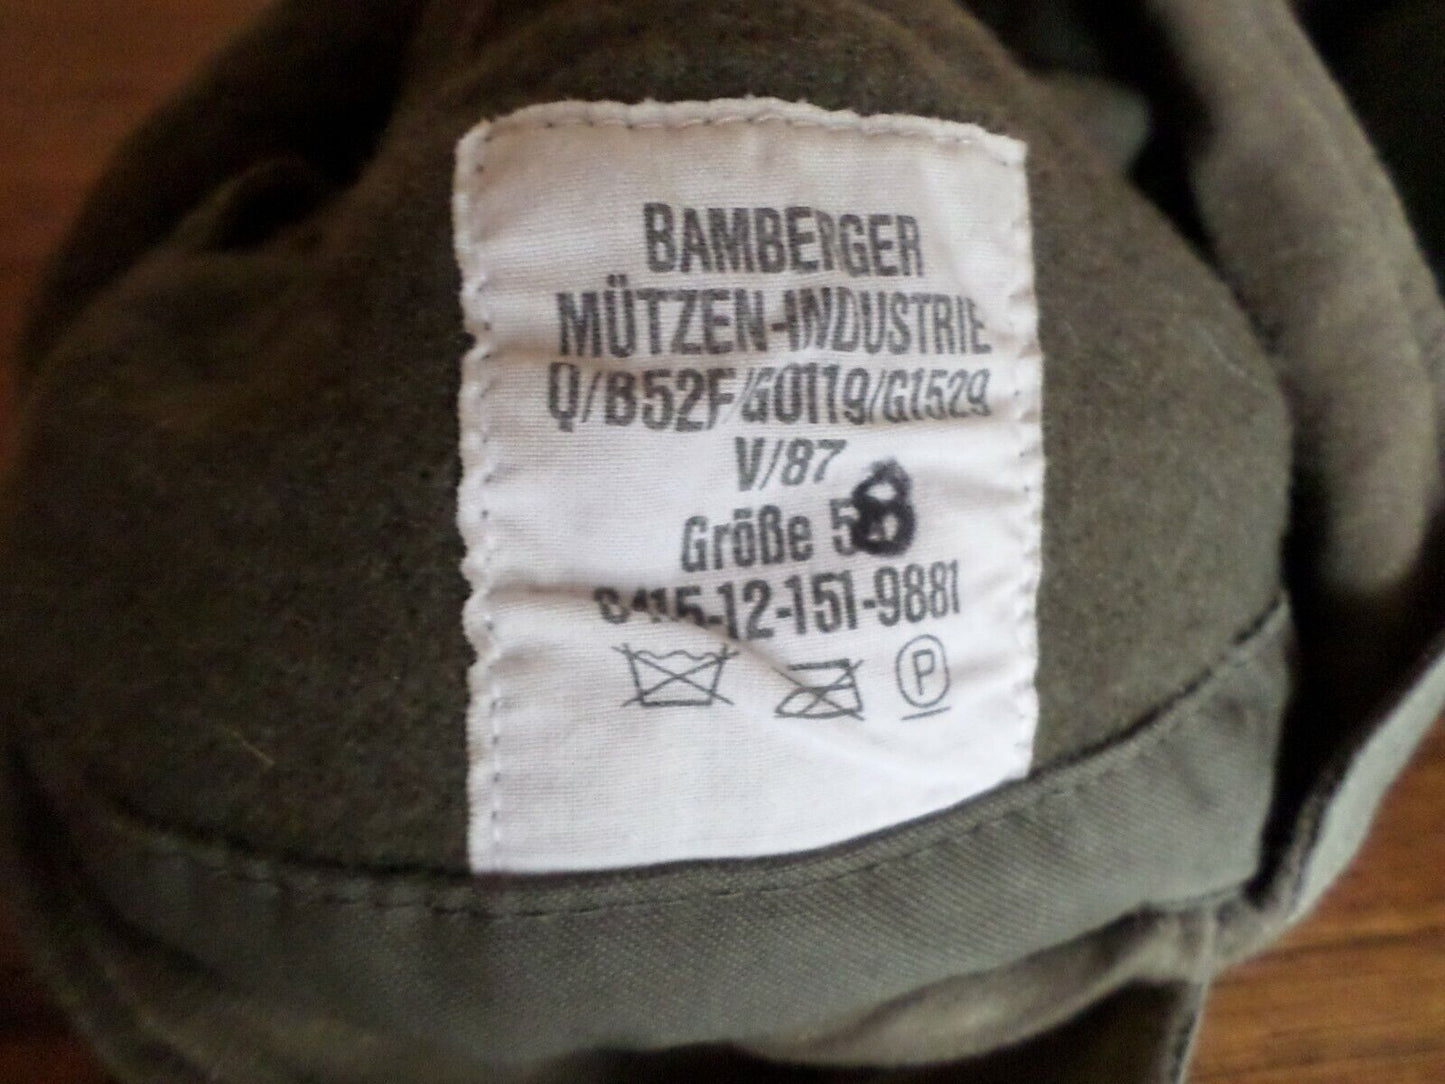 BAMBERGER
MÜTZEN-INDUSTRIE
Q/B52F/G0119/G1529
V/87
Größe 58
8415-12-151-9881
P